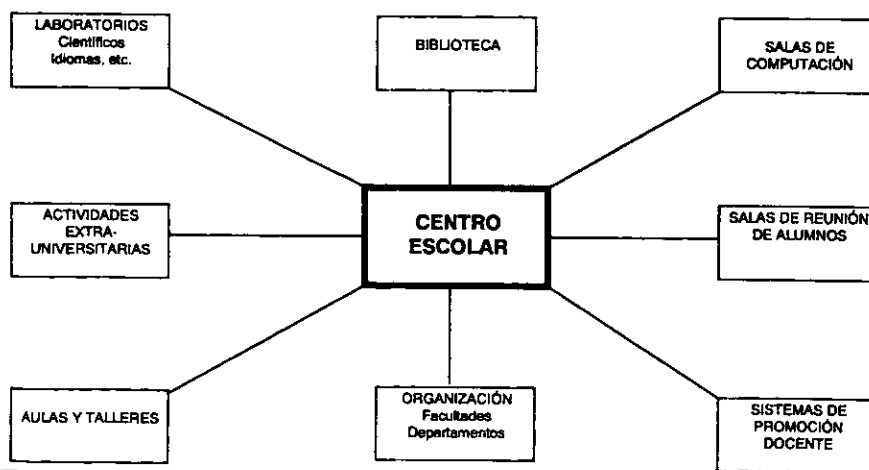 LABORATORIOS
Científicos
Idiomas, etc.
BIBLIOTECA
SALAS DE
COMPUTACIÓN
ACTIVIDADES
EXTRA-
UNIVERSITARIAS
CENTRO
ESCOLAR
SALAS DE REUNIÓN
DE ALUMNOS
AULAS Y TALLERES
ORGANIZACIÓN
Facultades
Departamentos
SISTEMAS DE
PROMOCIÓN
DOCENTE